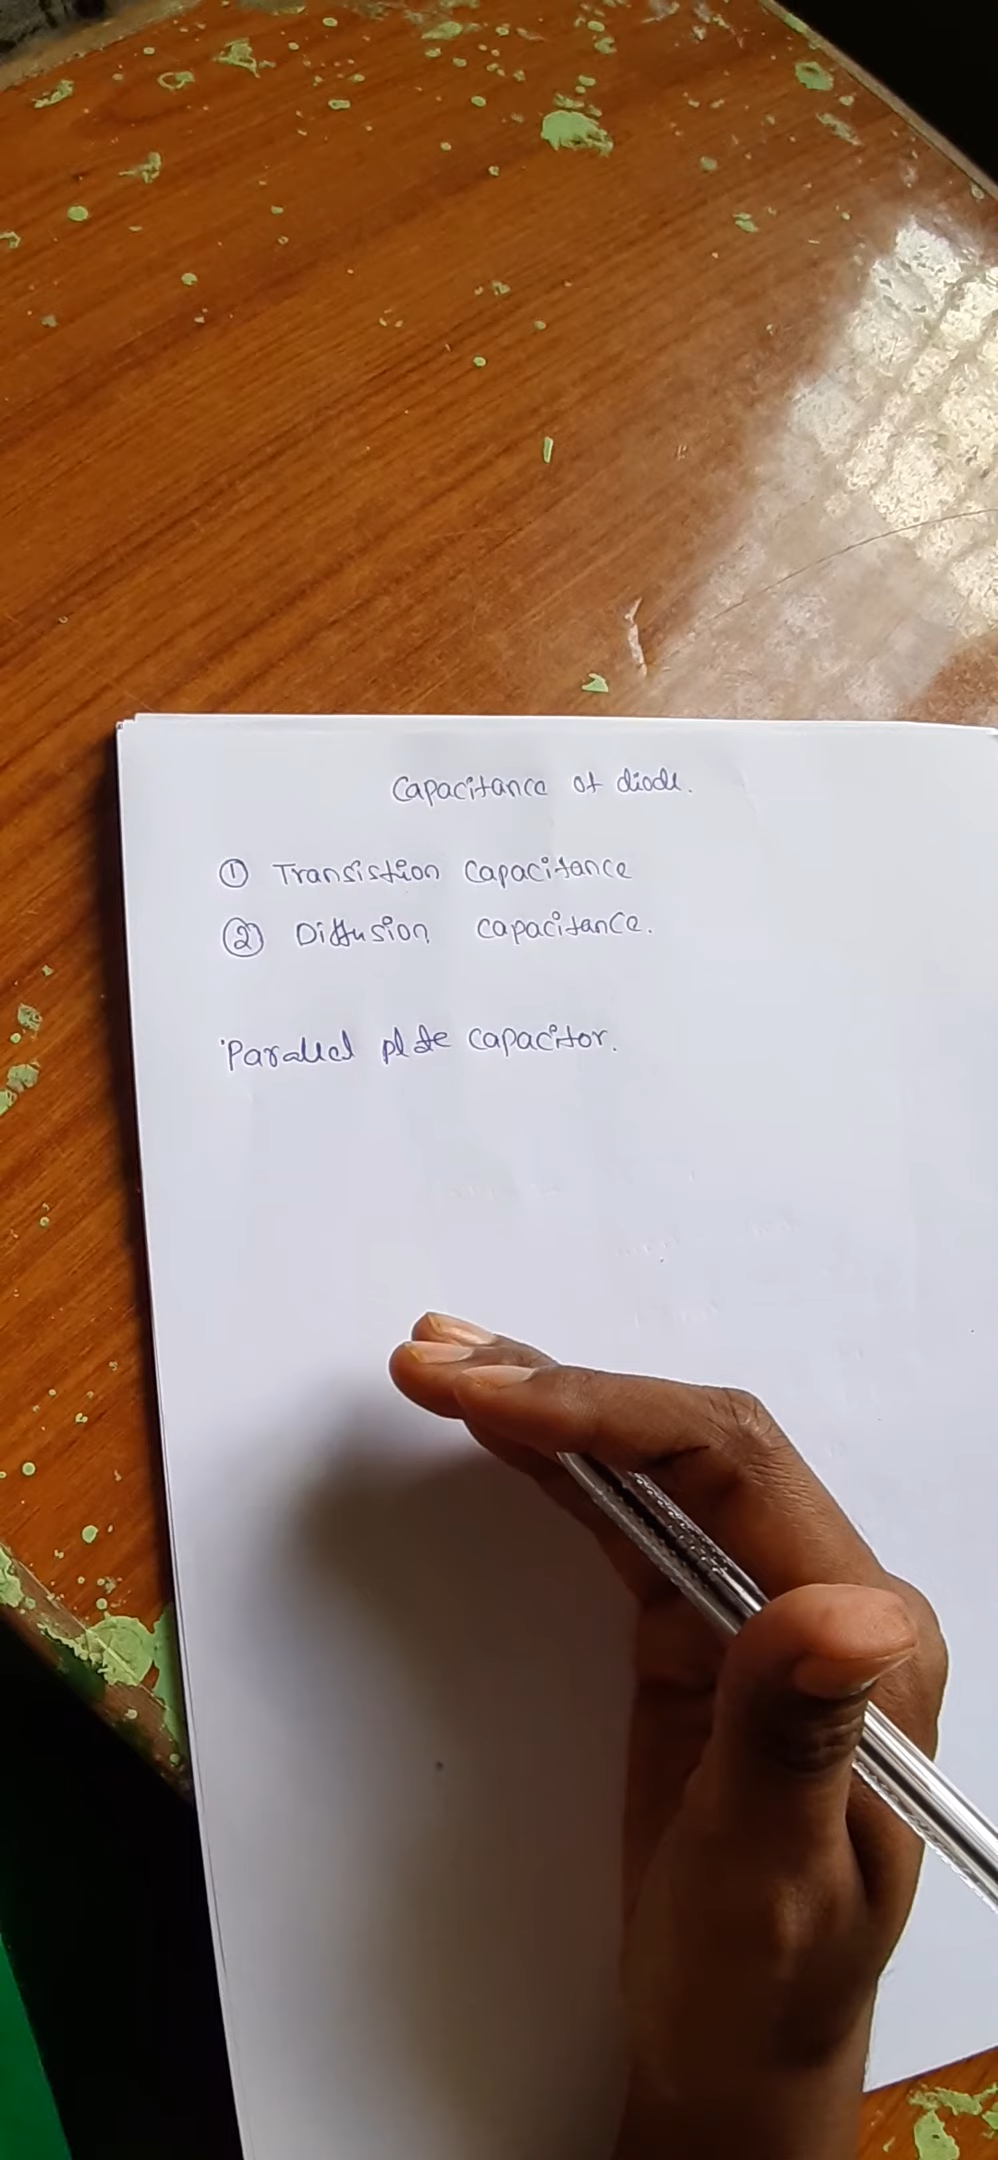 Capacitance of diode.
① Transistion Capacitance
② Diffusion capacitance.
Parallel plate capacitor.